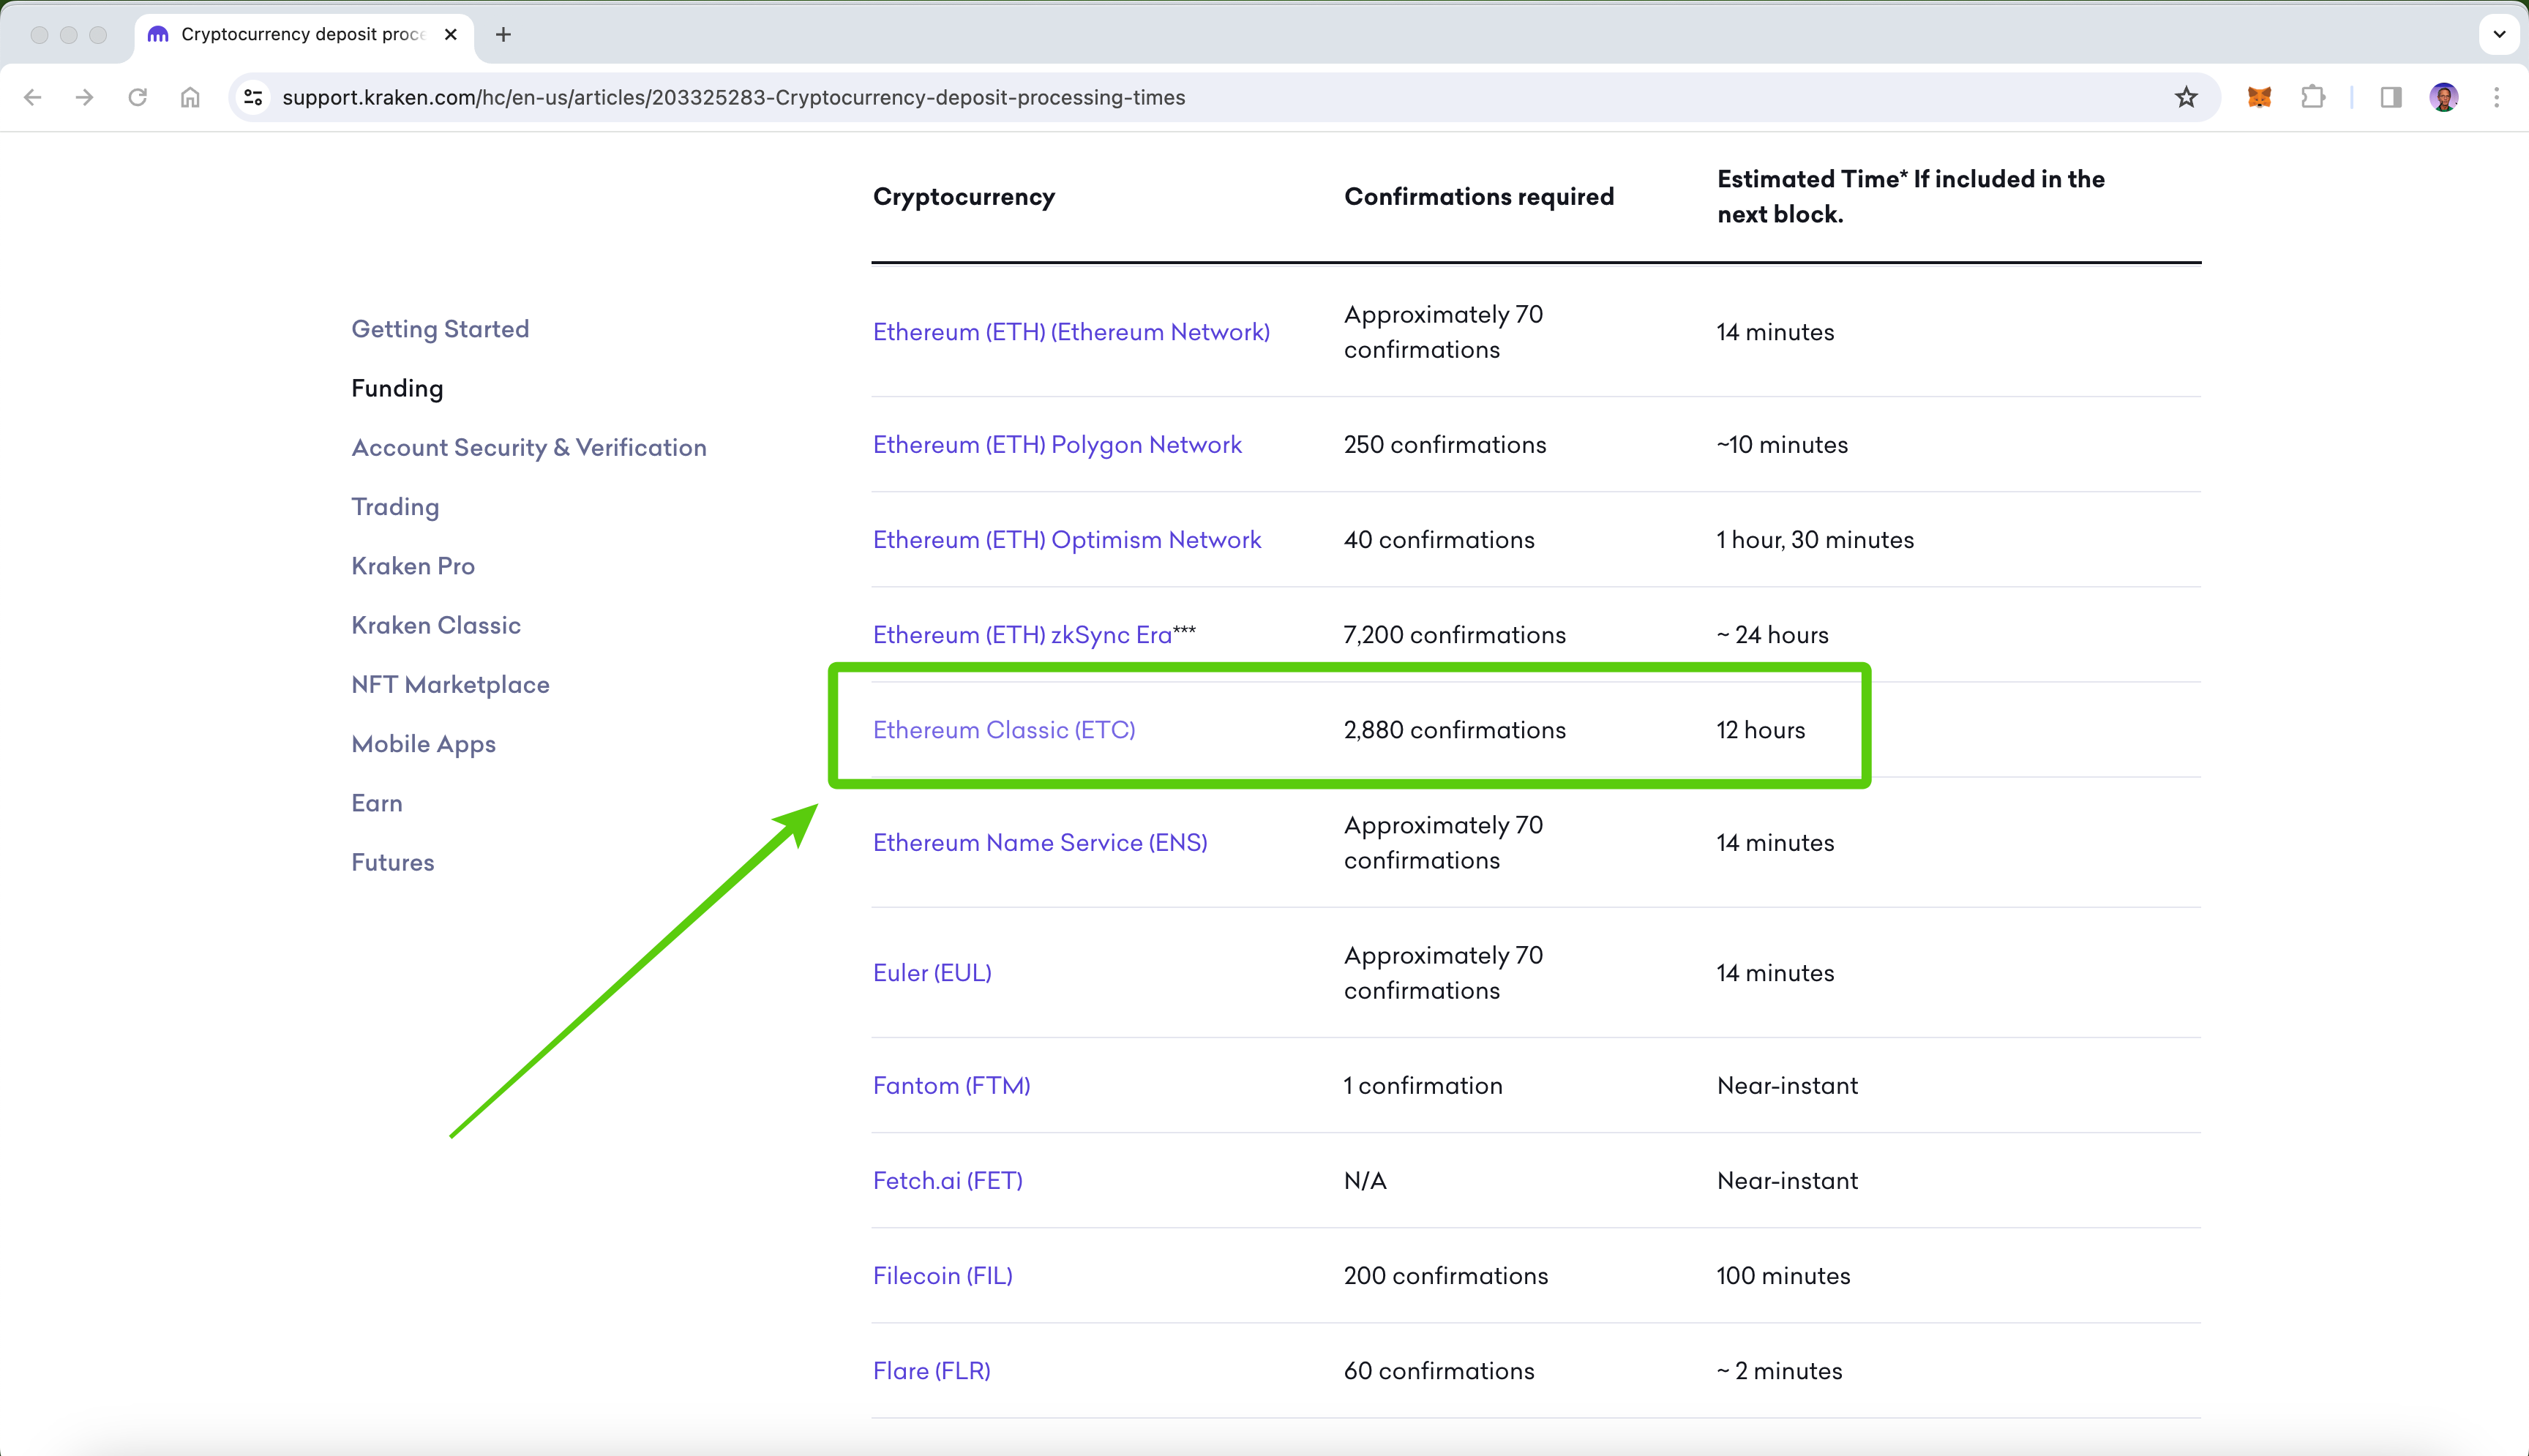 Cryptocurrency deposit proc
support.kraken.com/hc/en-us/articles/203325283-Cryptocurrency-deposit-processing-times
Getting Started
Funding
Account Security & Verification
Trading
Kraken Pro
Kraken Classic
NFT Marketplace
Mobile Apps
Earn
Futures
Cryptocurrency
Confirmations required
Estimated Time* If included in the
next block.
Ethereum (ETH) (Ethereum Network)
Approximately 70
confirmations
14 minutes
Ethereum (ETH) Polygon Network
250 confirmations
~10 minutes
Ethereum (ETH) Optimism Network
40 confirmations
1 hour, 30 minutes
Ethereum (ETH) zkSync Era***
7,200 confirmations
~ 24 hours
Ethereum Classic (ETC)
2,880 confirmations
12 hours
Ethereum Name Service (ENS)
Approximately 70
confirmations
14 minutes
Euler (EUL)
Approximately 70
confirmations
14 minutes
Fantom (FTM)
1 confirmation
Near-instant
Fetch.ai (FET)
N/A
Near-instant
Filecoin (FIL)
200 confirmations
100 minutes
Flare (FLR)
60 confirmations
~ 2 minutes